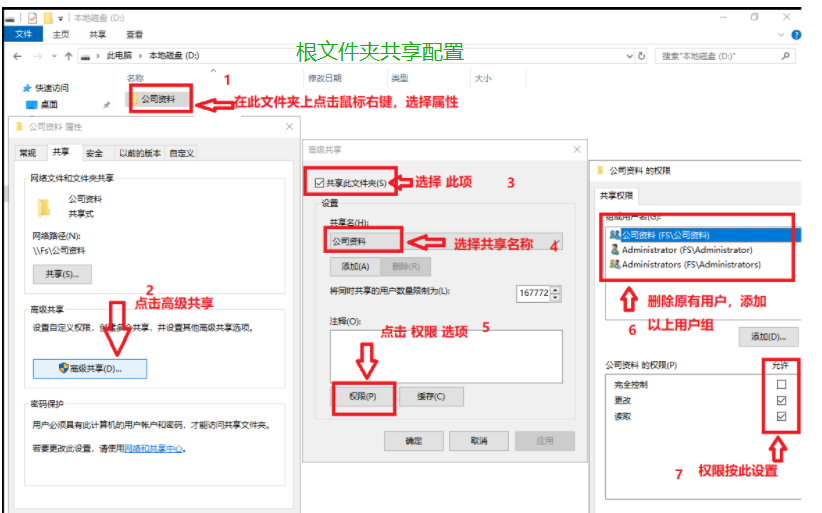 本地磁盘 (D:)
文件 主页 共享 查看
此电脑 › 本地磁盘 (D:)
搜索"本地磁盘 (D:)"
根文件夹共享配置
快速访问
桌面
名称 修改日期 类型 大小
公司资料
1
在此文件夹上点击鼠标右键，选择属性
公司资料 属性
常规 共享 安全 以前的版本 自定义
网络文件和文件夹共享
公司资料
共享式
网络路径(N):
\\Fs\公司资料
共享(S)...
2
点击高级共享
高级共享
设置自定义权限，创建多个共享，并设置其他高级共享选项。
高级共享(D)...
密码保护
用户必须具有此计算机的用户帐户和密码，才能访问共享文件夹。
若要更改此设置，请使用网络和共享中心。
高级共享
共享此文件夹(S)
选择 此项 3
设置
共享名(H):
公司资料
选择共享名称 4
添加(A) 删除(R)
将同时共享的用户数量限制为(L):
167772
注释(O):
点击 权限 选项 5
权限(P) 缓存(C)
确定 取消 应用
公司资料 的权限
共享权限
组或用户名(G):
公司资料 (FS\公司资料)
Administrator (FS\Administrator)
Administrators (FS\Administrators)
删除原有用户，添加
6 以上用户组
添加(D)...
公司资料 的权限(P) 允许
完全控制
更改
读取
7 权限按此设置